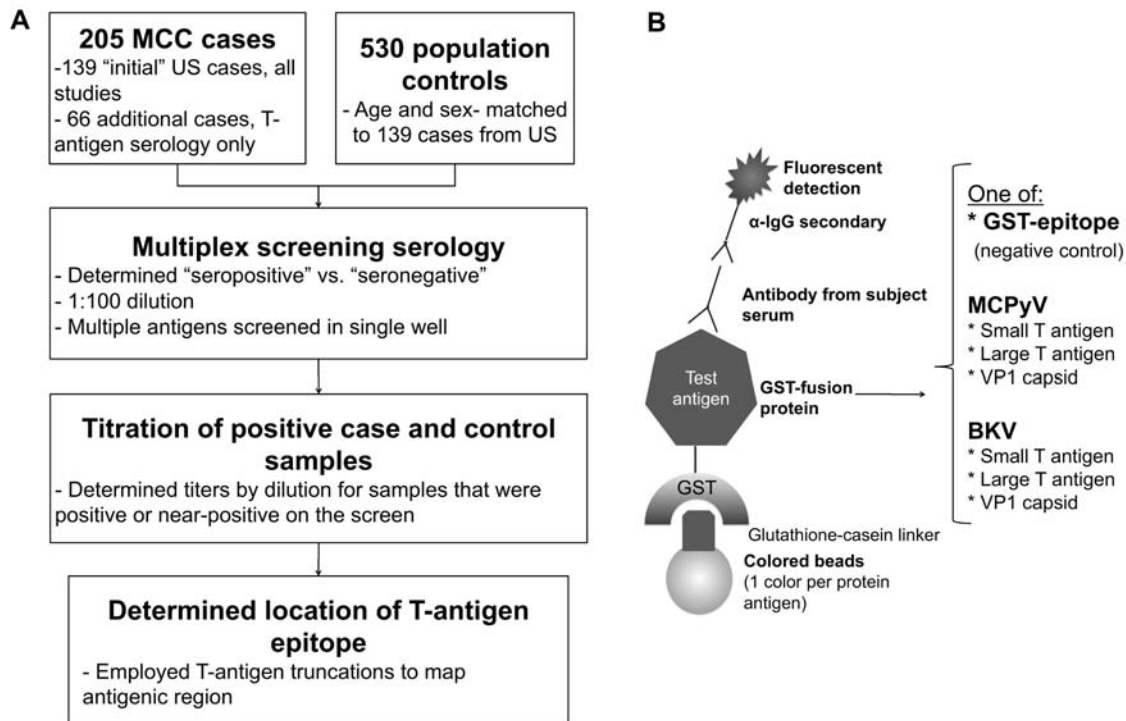 A
205 MCC cases
-139 “initial” US cases, all
studies
- 66 additional cases, T-
antigen serology only
530 population
controls
- Age and sex- matched
to 139 cases from US
Multiplex screening serology
- Determined “seropositive” vs. “seronegative”
- 1:100 dilution
- Multiple antigens screened in single well
Titration of positive case and control
samples
- Determined titers by dilution for samples that were
positive or near-positive on the screen
Determined location of T-antigen
epitope
- Employed T-antigen truncations to map
antigenic region
B
Fluorescent
detection
α-IgG secondary
Antibody from subject
serum
Test
antigen
GST-fusion
protein
GST
Glutathione-casein linker
Colored beads
(1 color per protein
antigen)
One of:
* GST-epitope
(negative control)
MCPyV
* Small T antigen
* Large T antigen
* VP1 capsid
BKV
* Small T antigen
* Large T antigen
* VP1 capsid